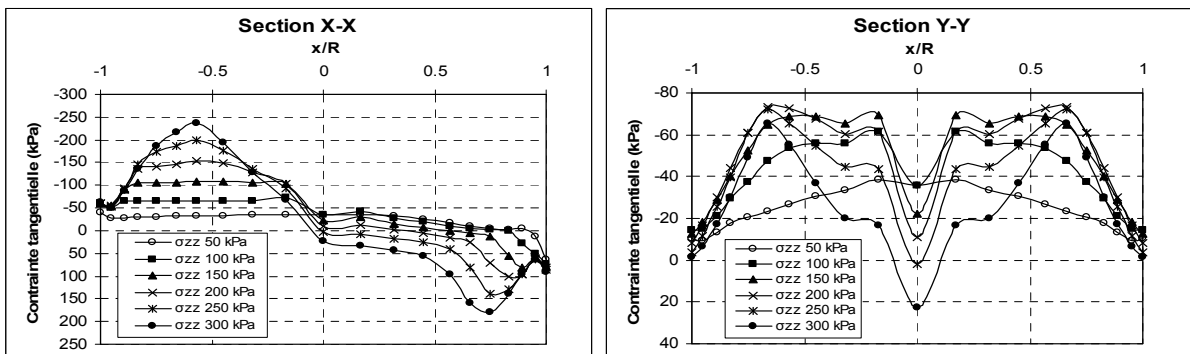 Section X-X
x/R
-1 -0.5 0 0.5 1
-300
-250
-200
-150
-100
-50
0
50
100
150
200
250
Contrainte tangentielle (kPa)
σzz 50 kPa
σzz 100 kPa
σzz 150 kPa
σzz 200 kPa
σzz 250 kPa
σzz 300 kPa
Section Y-Y
x/R
-1 -0.5 0 0.5 1
-80
-60
-40
-20
0
20
40
Contrainte tangentielle (kPa)
σzz 50 kPa
σzz 100 kPa
σzz 150 kPa
σzz 200 kPa
σzz 250 kPa
σzz 300 kPa